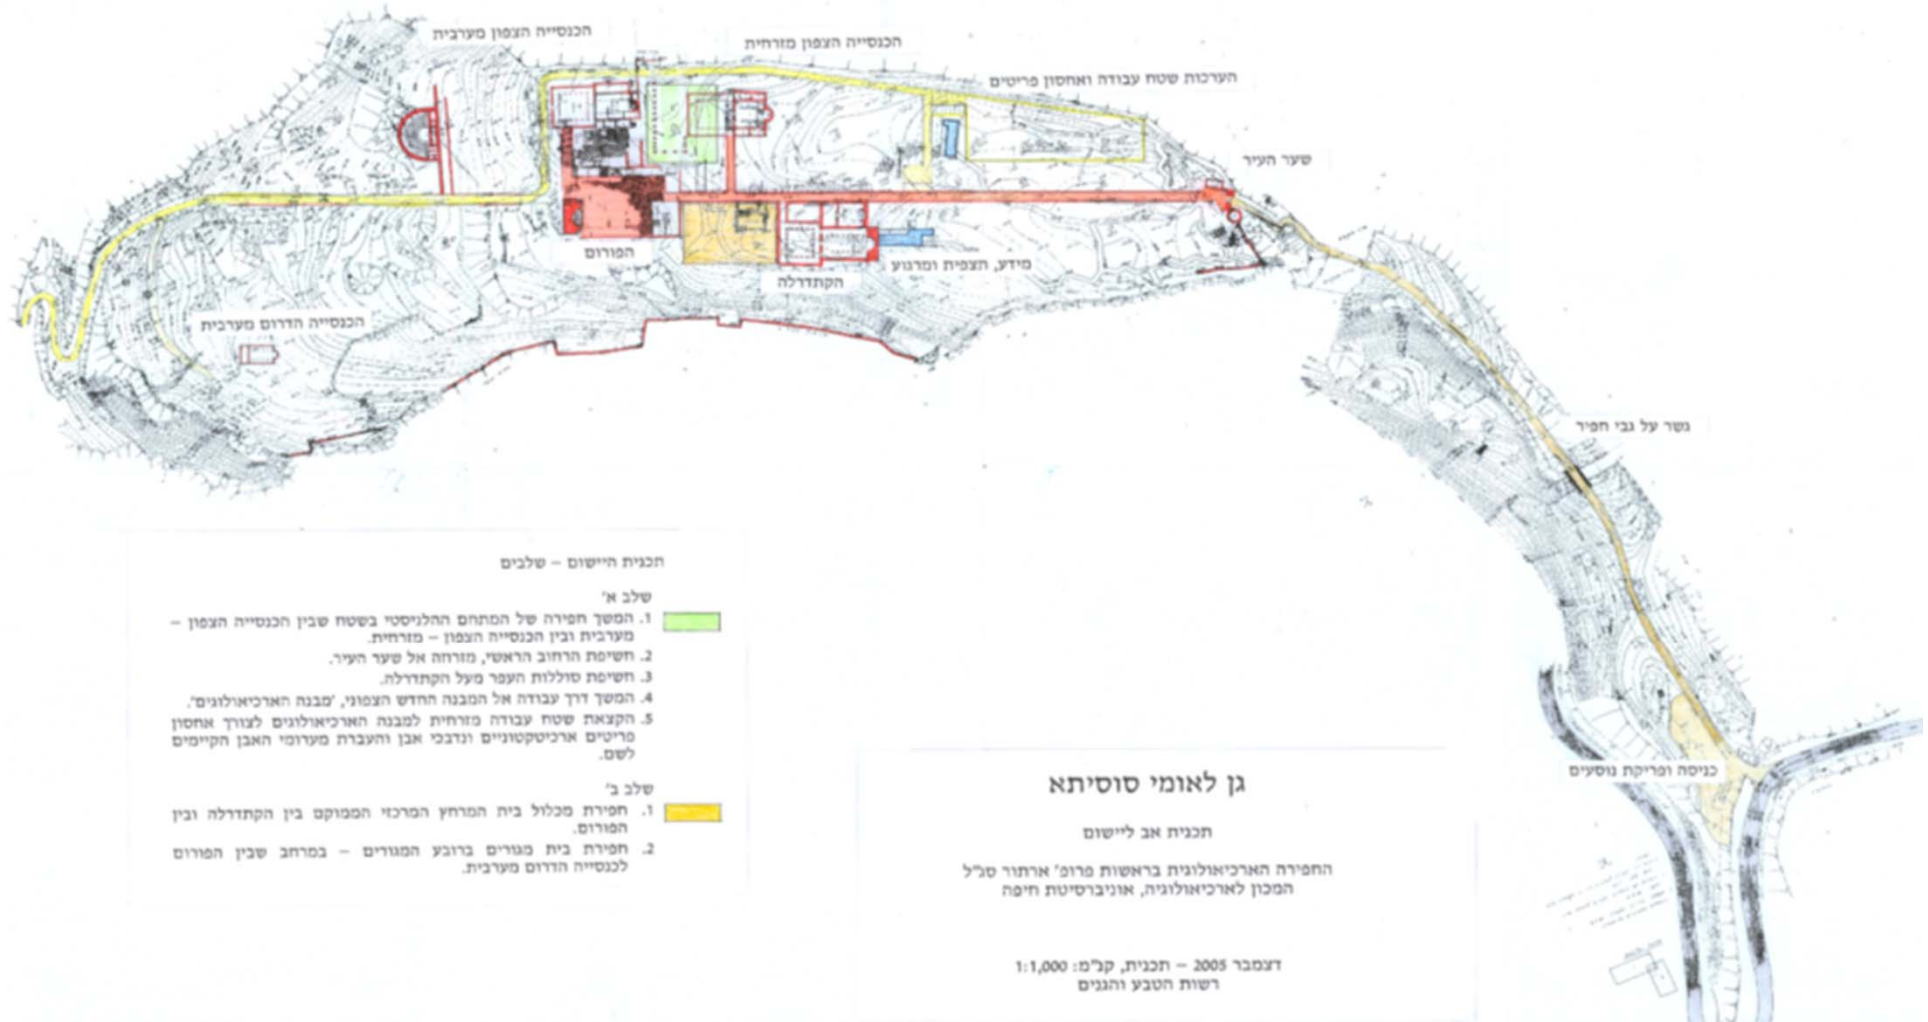 הכנסייה הצפון מערבית
הכנסייה הצפון מזרחית
הערכות שטח עבודה ואחסון פריטים
שער העיר
הפורום
מידע, תצפית ומרגוע
הקתדרלה
הכנסייה הדרום מערבית
גשר על גבי חפיר
כניסה ופריקת נוסעים
תכנית היישום – שלבים
שלב א'
1. המשך חפירה של המתחם ההלניסטי בשטח שבין הכנסייה הצפון –
מערבית ובין הכנסייה הצפון – מזרחית.
2. חשיפת הרחוב הראשי, מזרחה אל שער העיר.
3. חשיפת סוללות העפר מעל הקתדרלה.
4. המשך דרך עבודה אל המבנה החדש הצפוני, 'מבנה הארכיאולוגים'.
5. הקצאת שטח עבודה מזרחית למבנה הארכיאולוגים לצורך אחסון
פריטים ארכיטקטוניים ונדבכי אבן והעברת מערומי האבן הקיימים
לשם.
שלב ב'
1. חפירת מכלול בית המרחץ המרכזי הממוקם בין הקתדרלה ובין
הפורום.
2. חפירת בית מגורים ברובע המגורים – במרחב שבין הפורום
לכנסייה הדרום מערבית.
גן לאומי סוסיתא
תכנית אב ליישום
החפירה הארכיאולוגית בראשות פרופ' ארתור סג"ל
המכון לארכיאולוגיה, אוניברסיטת חיפה
דצמבר 2005 – תכנית, קנ"מ: 1:1,000
רשות הטבע והגנים